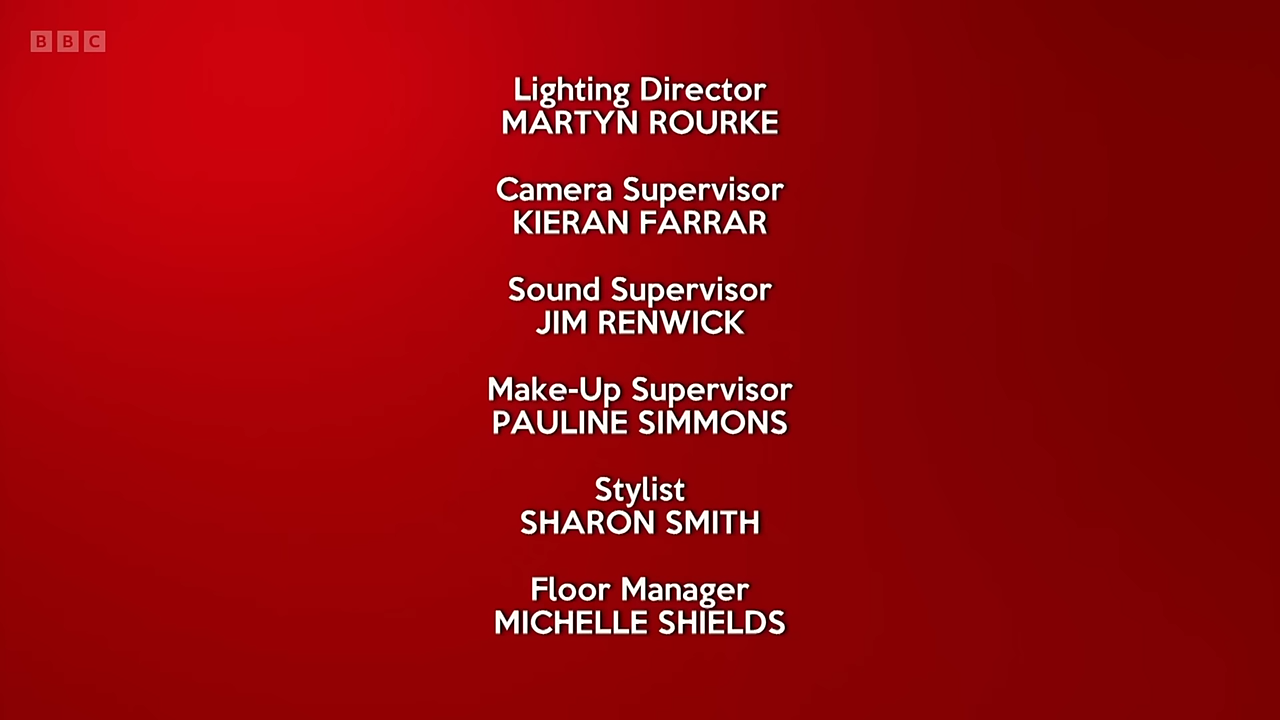 BBC
Lighting Director
MARTYN ROURKE
Camera Supervisor
KIERAN FARRAR
Sound Supervisor
JIM RENWICK
Make-Up Supervisor
PAULINE SIMMONS
Stylist
SHARON SMITH
Floor Manager
MICHELLE SHIELDS